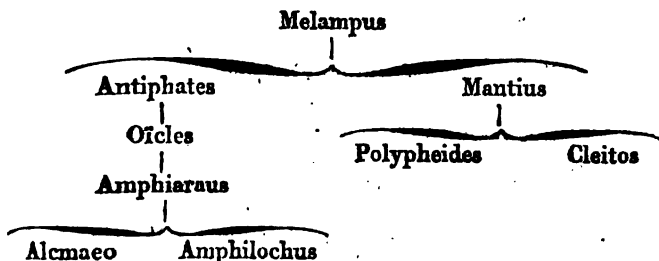 Melampus
Antiphates Mantius
Oïcles
Polypheides Cleitos
Amphiaraus
Alcmaeo Amphilochus